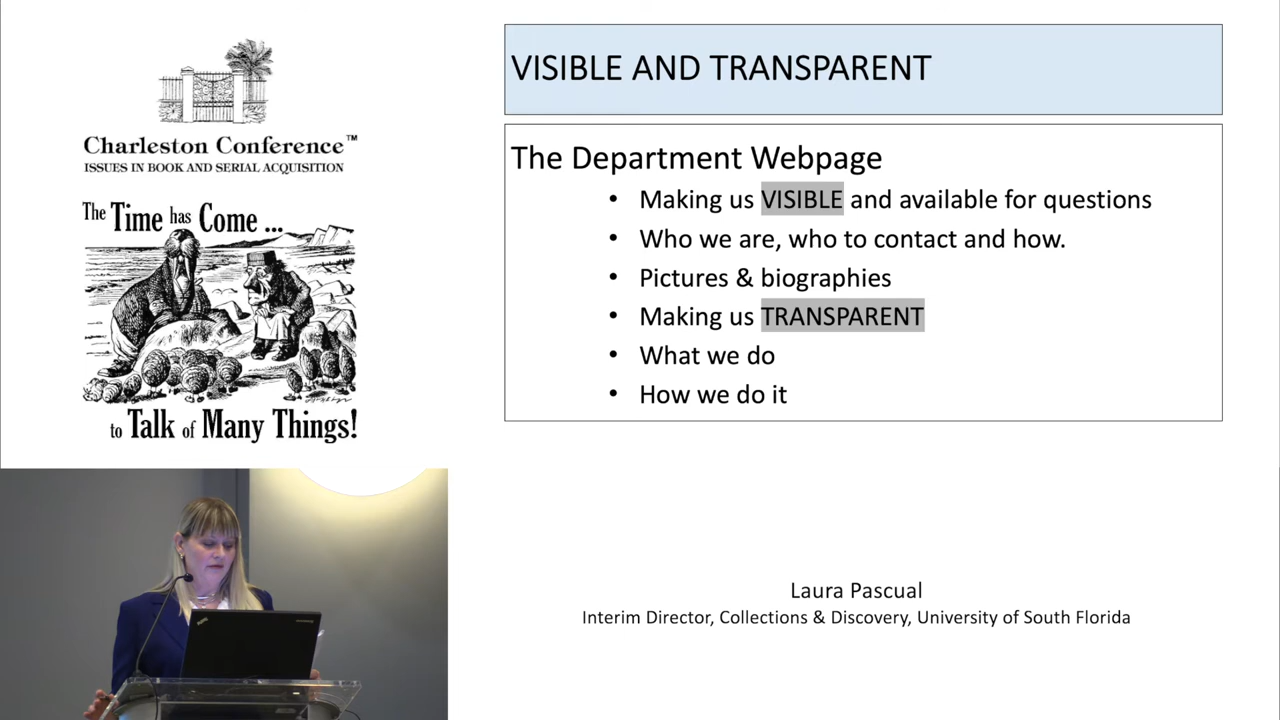 Charleston Conference™
ISSUES IN BOOK AND SERIAL ACQUISITION
The Time has Come ...
to Talk of Many Things!
VISIBLE AND TRANSPARENT
The Department Webpage
• Making us VISIBLE and available for questions
• Who we are, who to contact and how.
• Pictures & biographies
• Making us TRANSPARENT
• What we do
• How we do it
Laura Pascual
Interim Director, Collections & Discovery, University of South Florida